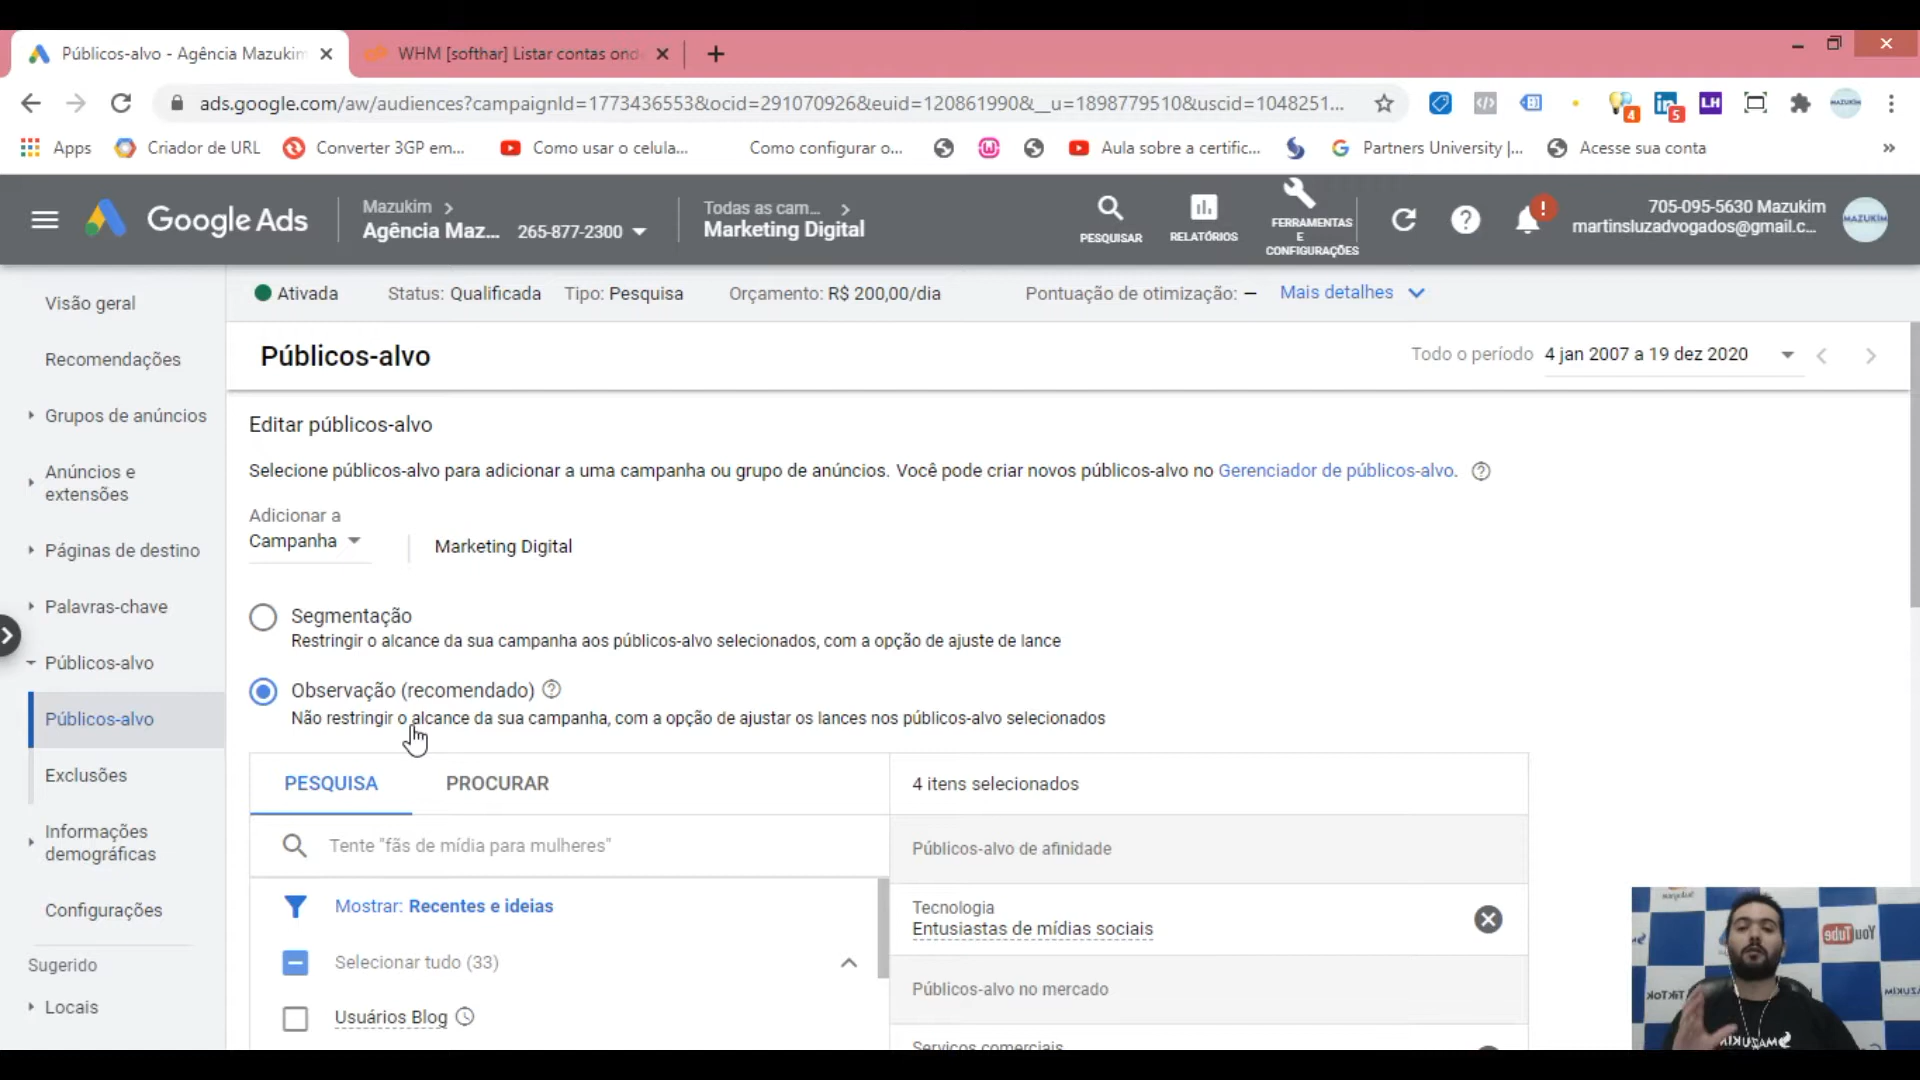 Públicos-alvo - Agência Mazukim
WHM [softhar] Listar contas ond
ads.google.com/aw/audiences?campaignId=1773436553&ocid=291070926&euid=120861990&__u=1898779510&uscid=1048251...
4
5
LH
MAZUKIM
Apps
Criador de URL
Converter 3GP em...
Como usar o celula...
Como configurar o...
Aula sobre a certific...
Partners University |...
Acesse sua conta
Google Ads
Mazukim
Agência Maz...
265-877-2300
Todas as cam...
Marketing Digital
PESQUISAR
RELATÓRIOS
FERRAMENTAS
E
CONFIGURAÇÕES
705-095-5630 Mazukim
martinsluzadvogados@gmail.c...
MAZUKIM
Visão geral
Recomendações
Grupos de anúncios
Anúncios e
extensões
Páginas de destino
Palavras-chave
Públicos-alvo
Públicos-alvo
Exclusões
Informações
demográficas
Configurações
Sugerido
Locais
Ativada
Status: Qualificada
Tipo: Pesquisa
Orçamento: R$ 200,00/dia
Pontuação de otimização: –
Mais detalhes
Públicos-alvo
Todo o período 4 jan 2007 a 19 dez 2020
Editar públicos-alvo
Selecione públicos-alvo para adicionar a uma campanha ou grupo de anúncios. Você pode criar novos públicos-alvo no Gerenciador de públicos-alvo.
Adicionar a
Campanha
Marketing Digital
Segmentação
Restringir o alcance da sua campanha aos públicos-alvo selecionados, com a opção de ajuste de lance
Observação (recomendado)
Não restringir o alcance da sua campanha, com a opção de ajustar os lances nos públicos-alvo selecionados
PESQUISA
PROCURAR
Tente "fãs de mídia para mulheres"
Mostrar: Recentes e ideias
Selecionar tudo (33)
Usuários Blog
4 itens selecionados
Públicos-alvo de afinidade
Tecnologia
Entusiastas de mídias sociais
Públicos-alvo no mercado
Serviços comerciais
YouTube
TikTok
MAZUKIM